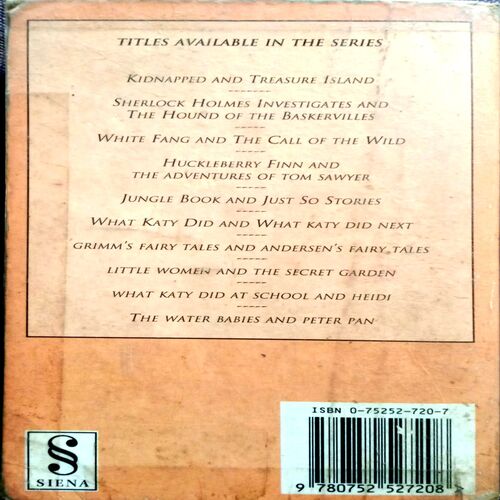 TITLES AVAILABLE IN THE SERIES
KIDNAPPED AND TREASURE ISLAND
SHERLOCK HOLMES INVESTIGATES AND
THE HOUND OF THE BASKERVILLES
WHITE FANG AND THE CALL OF THE WILD
HUCKLEBERRY FINN AND
THE ADVENTURES OF TOM SAWYER
JUNGLE BOOK AND JUST SO STORIES
WHAT KATY DID AND WHAT KATY DID NEXT
GRIMM'S FAIRY TALES AND ANDERSEN'S FAIRY TALES
LITTLE WOMEN AND THE SECRET GARDEN
WHAT KATY DID AT SCHOOL AND HEIDI
THE WATER BABIES AND PETER PAN
ISBN 0-75252-720-7
9 780752 527208
S
SIENA